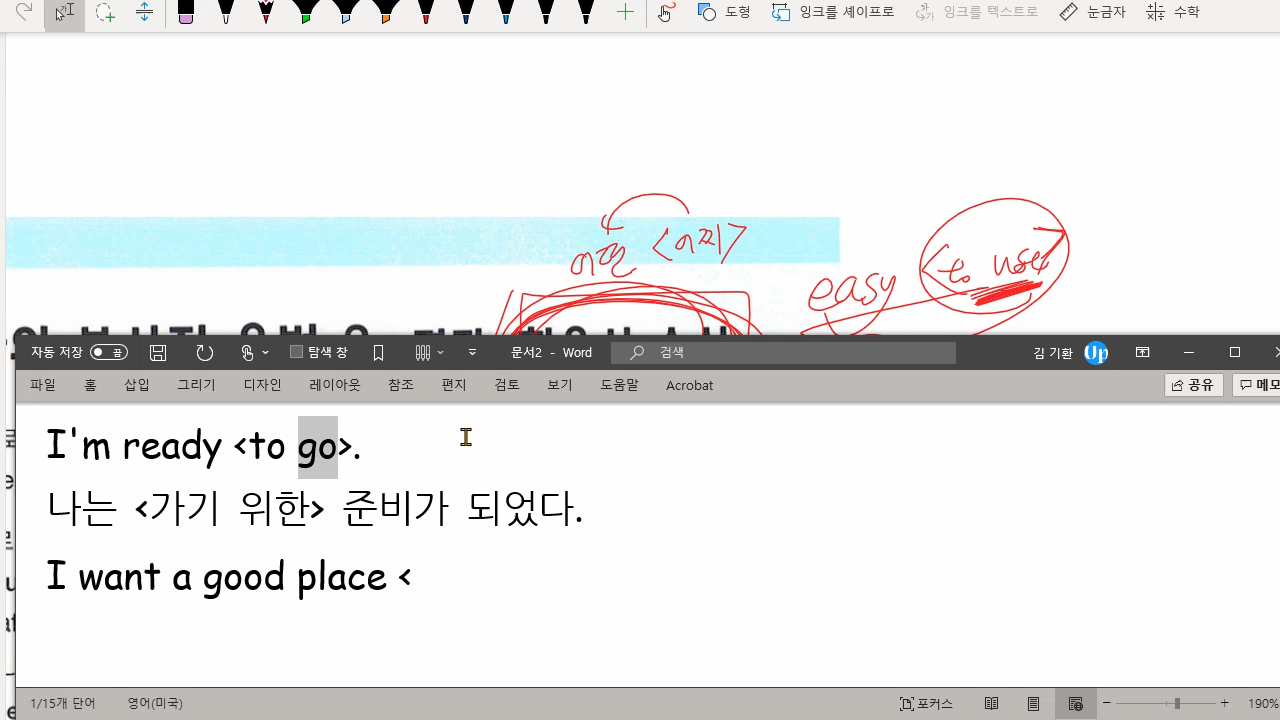 도형
잉크를 셰이프로
잉크를 텍스트로
눈금자
수학
어떤 <어찌>
easy <to use>
자동 저장
끔
탐색 창
문서2 - Word
검색
김 기환
Up
파일
홈
삽입
그리기
디자인
레이아웃
참조
편지
검토
보기
도움말
Acrobat
공유
메모
I'm ready <to go>.
나는 <가기 위한> 준비가 되었다.
I want a good place <
1/15개 단어
영어(미국)
포커스
190%